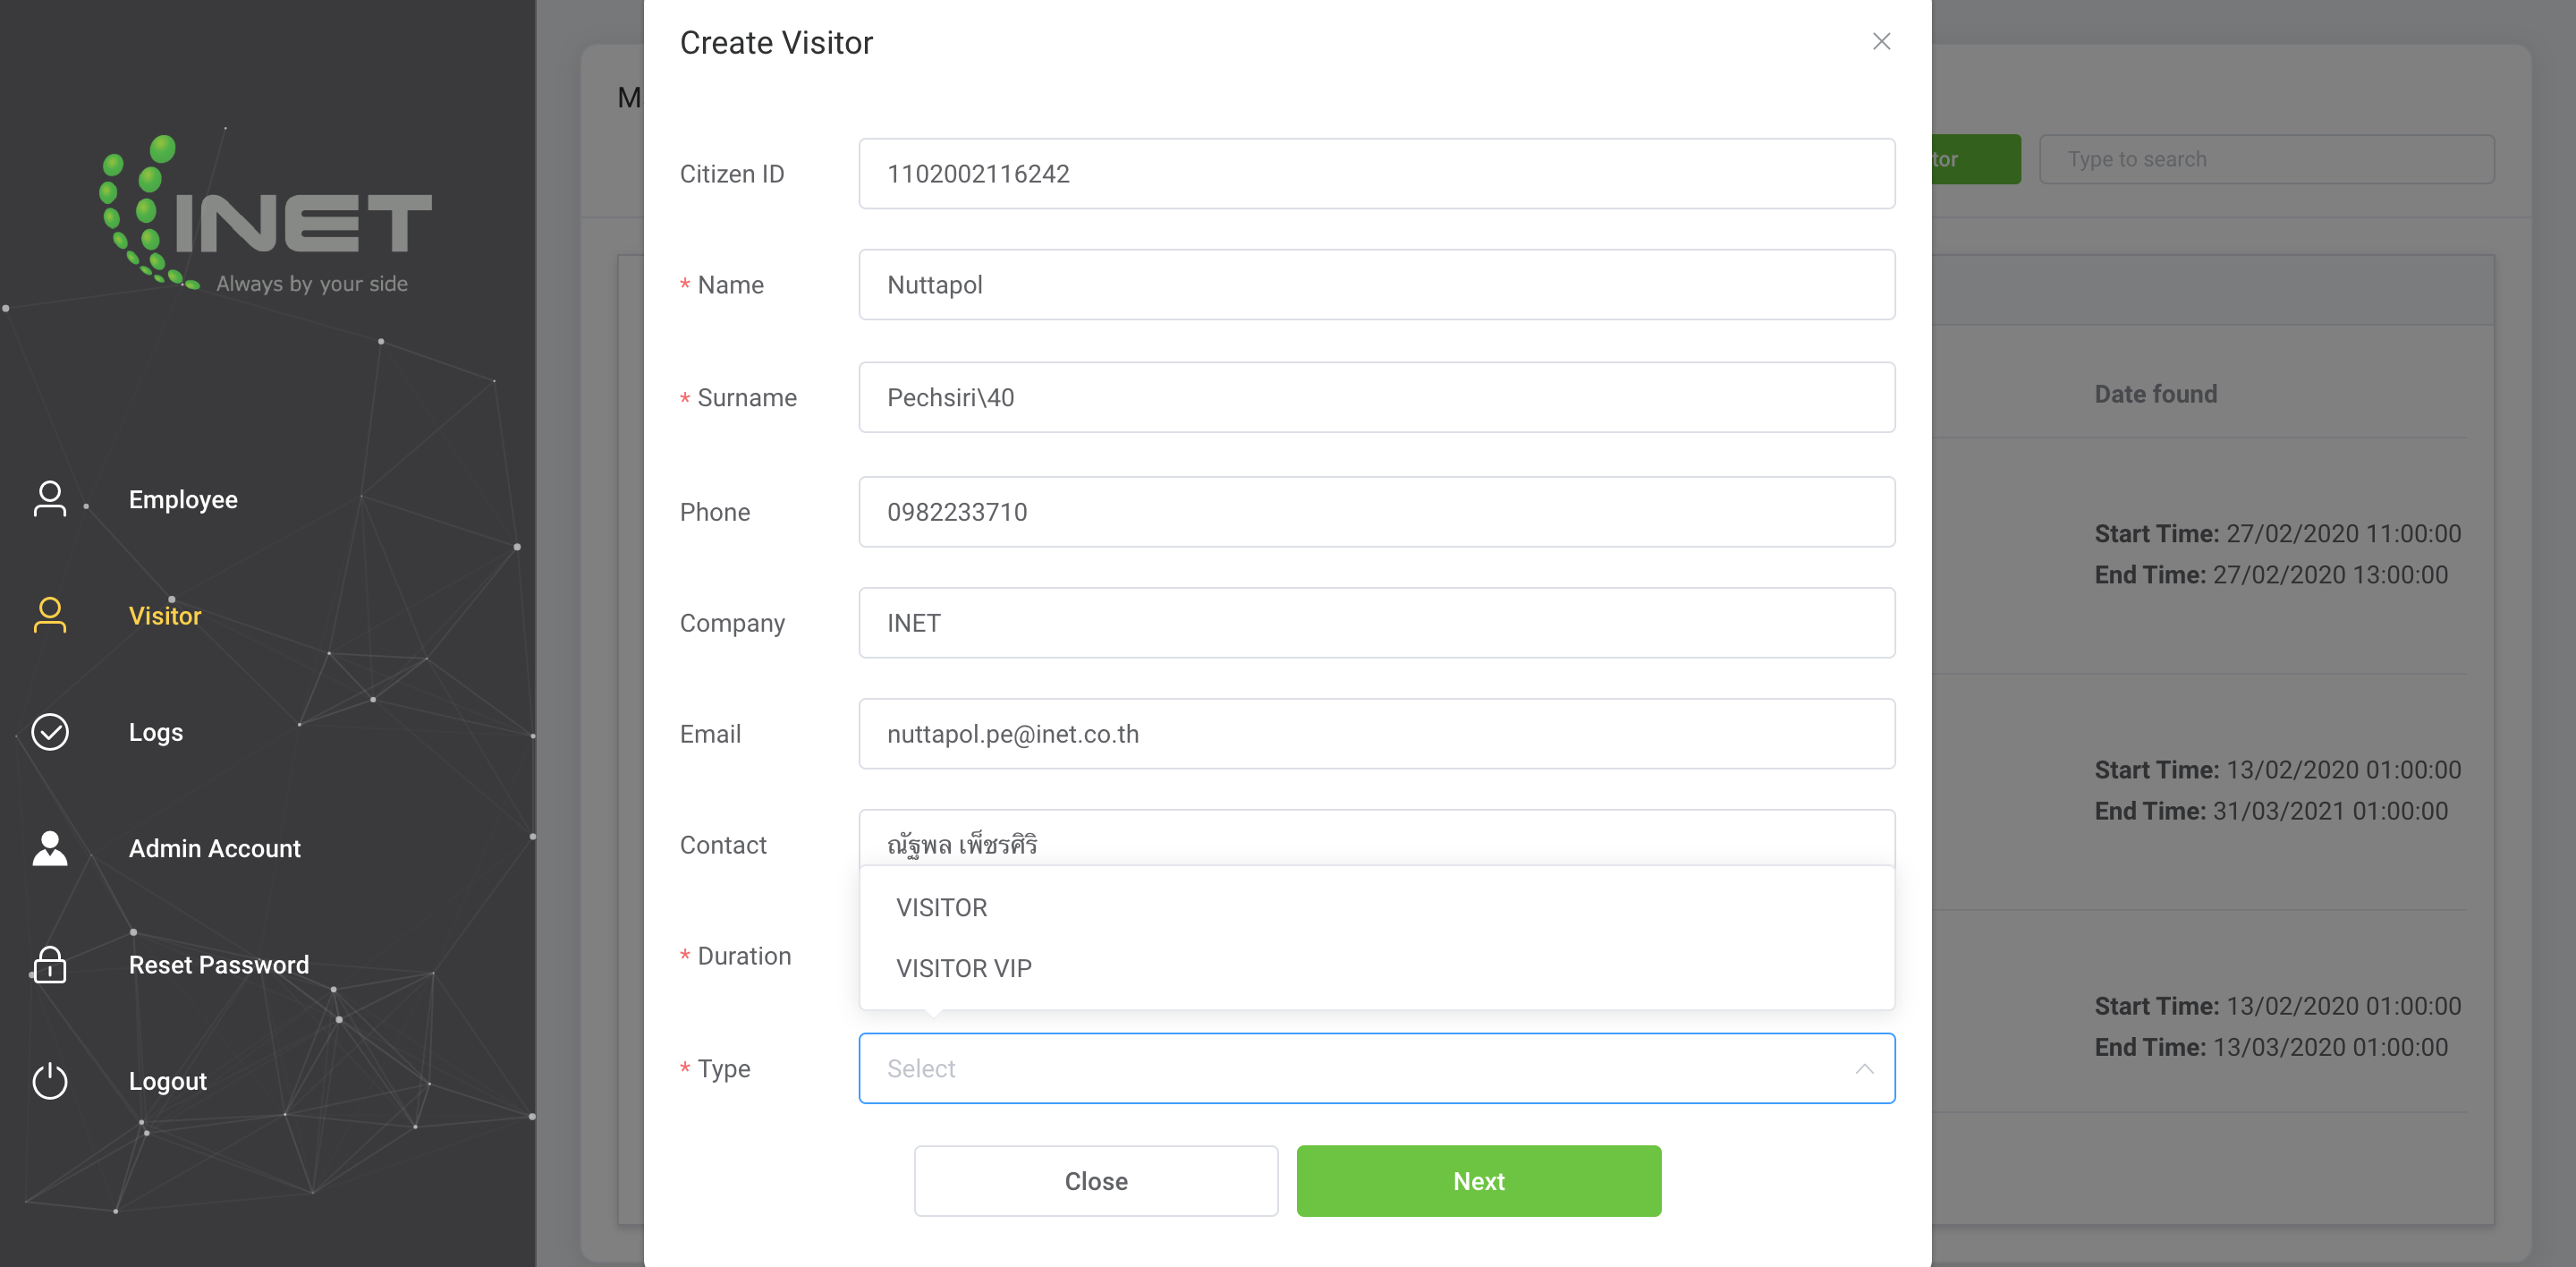 INET
Always by your side
Employee
Visitor
Logs
Admin Account
Reset Password
Logout
Create Visitor
Citizen ID
1102002116242
* Name
Nuttapol
* Surname
Pechsiri\40
Phone
0982233710
Company
INET
Email
nuttapol.pe@inet.co.th
Contact
ณัฐพล เพ็ชรศิริ
* Duration
VISITOR
VISITOR VIP
* Type
Select
Close
Next
Type to search
Date found
Start Time: 27/02/2020 11:00:00
End Time: 27/02/2020 13:00:00
Start Time: 13/02/2020 01:00:00
End Time: 31/03/2021 01:00:00
Start Time: 13/02/2020 01:00:00
End Time: 13/03/2020 01:00:00